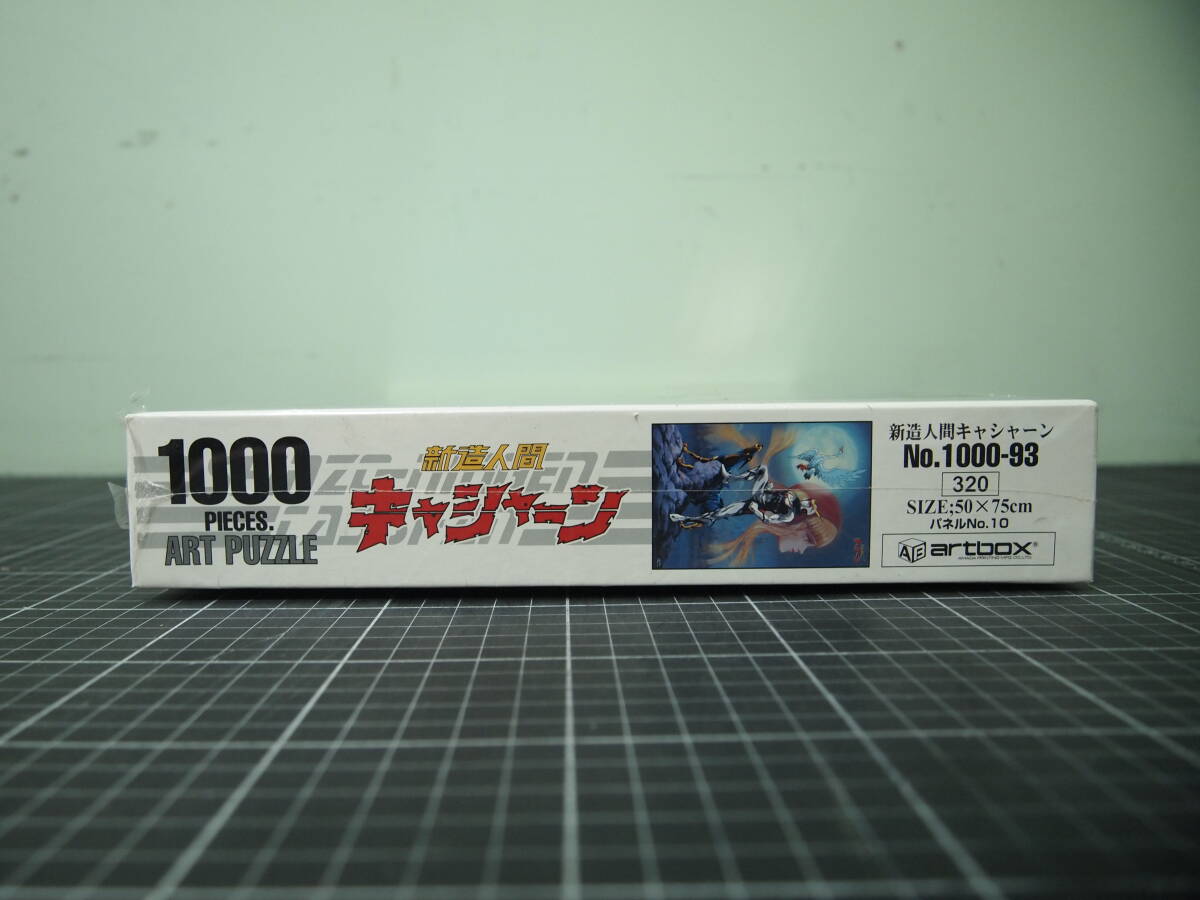 1000
PIECES.
ART PUZZLE
新造人間
キャシャーン
新造人間キャシャーン
No.1000-93
320
SIZE;50×75cm
パネルNo.10
artbox®